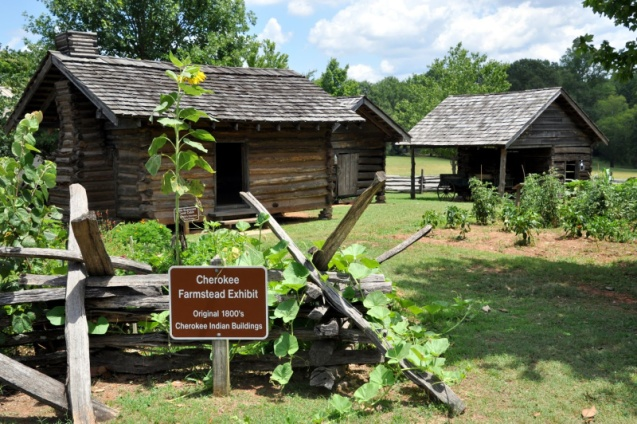 Cherokee
Farmstead Exhibit
Original 1800's
Cherokee Indian Buildings